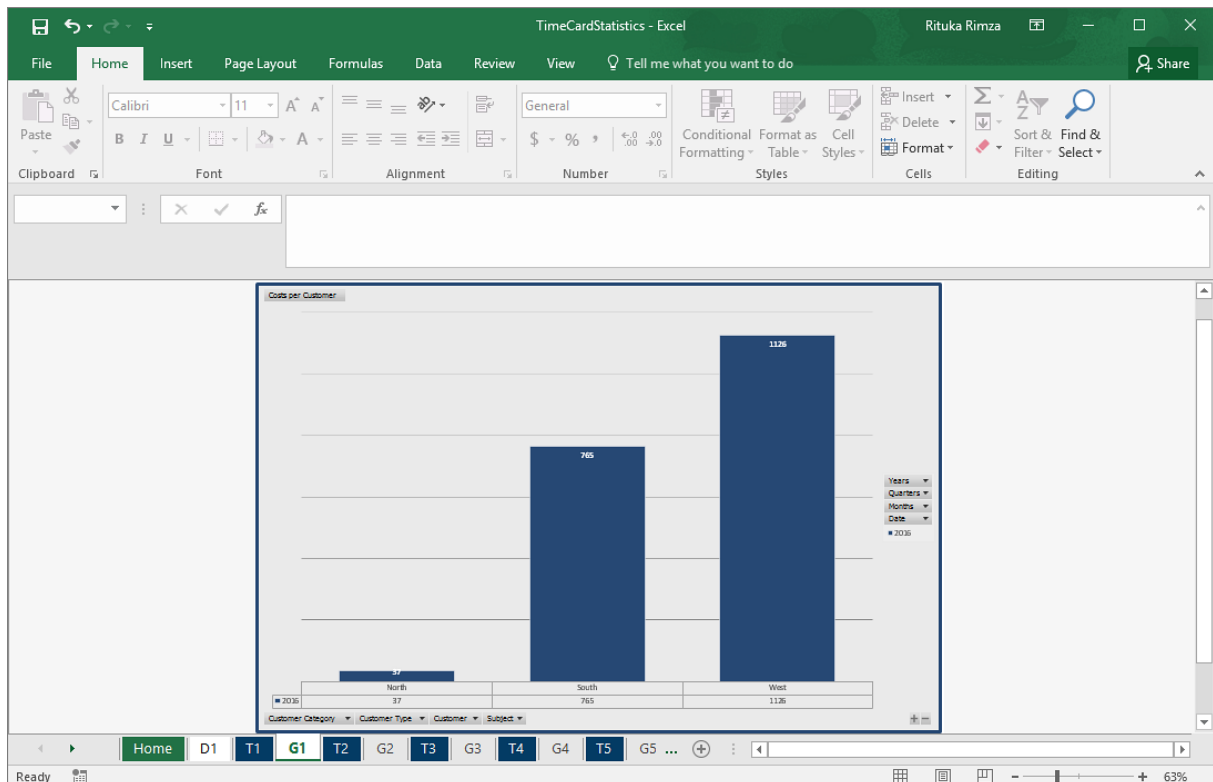 TimeCardStatistics - Excel Rituka Rimza
File Home Insert Page Layout Formulas Data Review View Tell me what you want to do Share
Paste Calibri 11 A A General Conditional Formatting Format as Table Cell Styles Insert Delete Format Sort & Filter Find & Select
B I U A $ % , .00 .0
Clipboard Font Alignment Number Styles Cells Editing
fx
Costs per Customer
1126
765
37
Years
Quarters
Months
Date
2016
North South West
2016 37 765 1126
Customer Category Customer Type Customer Subject
Home D1 T1 G1 T2 G2 T3 G3 T4 G4 T5 G5 ...
Ready 63%